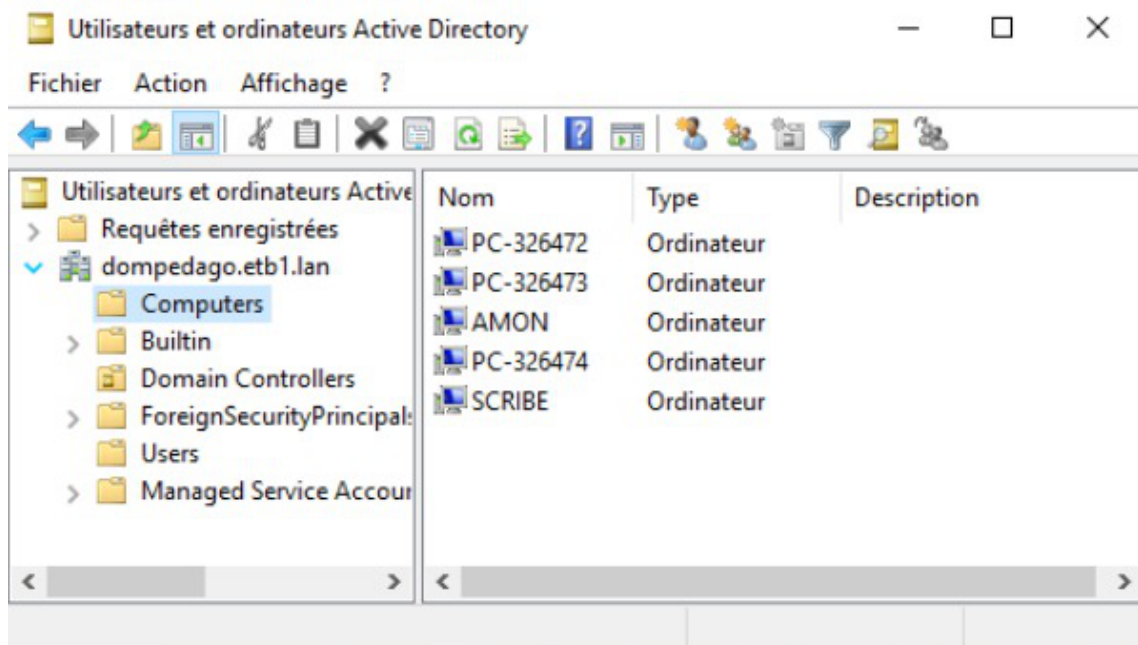 Utilisateurs et ordinateurs Active Directory
Fichier Action Affichage ?
Utilisateurs et ordinateurs Active
Requêtes enregistrées
dompedago.etb1.lan
Computers
Builtin
Domain Controllers
ForeignSecurityPrincipals
Users
Managed Service Accour
Nom Type Description
PC-326472 Ordinateur
PC-326473 Ordinateur
AMON Ordinateur
PC-326474 Ordinateur
SCRIBE Ordinateur